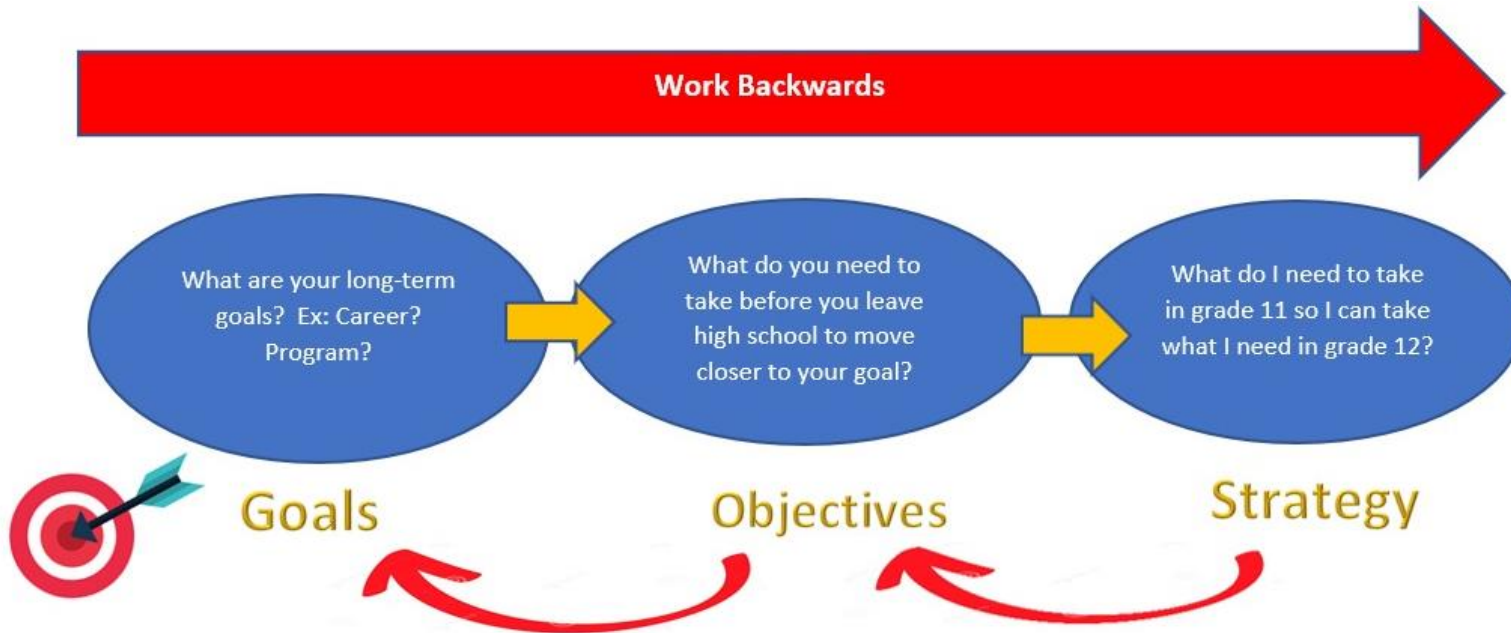 Work Backwards
What are your long-term
goals? Ex: Career?
Program?
What do you need to
take before you leave
high school to move
closer to your goal?
What do I need to take
in grade 11 so I can take
what I need in grade 12?
Goals
Objectives
Strategy